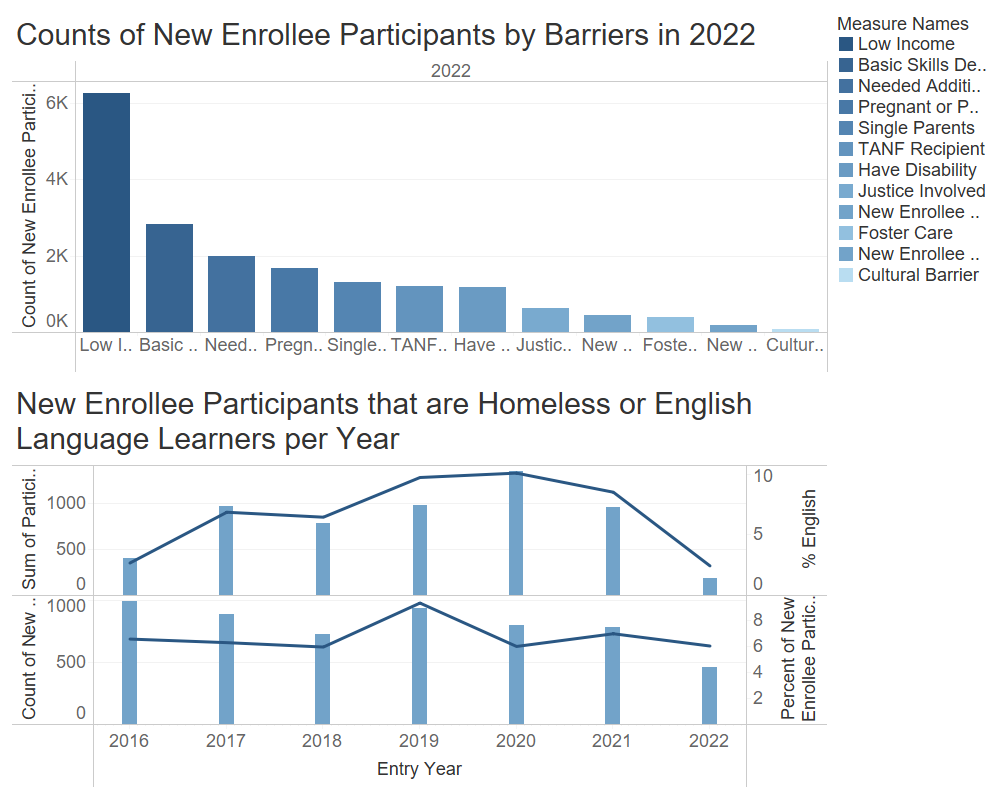 Counts of New Enrollee Participants by Barriers in 2022
2022
Count of New Enrollee Partici..
6K
4K
2K
0K
Low I.. Basic .. Need.. Pregn.. Single.. TANF.. Have .. Justic.. New .. Foste.. New .. Cultur..
Measure Names
Low Income
Basic Skills De..
Needed Additi..
Pregnant or P..
Single Parents
TANF Recipient
Have Disability
Justice Involved
New Enrollee ..
Foster Care
New Enrollee ..
Cultural Barrier
New Enrollee Participants that are Homeless or English
Language Learners per Year
Sum of Partici..
1000
500
0
10
5
0
% English
Count of New ..
1000
500
0
8
6
4
2
Percent of New
Enrollee Partic..
2016 2017 2018 2019 2020 2021 2022
Entry Year